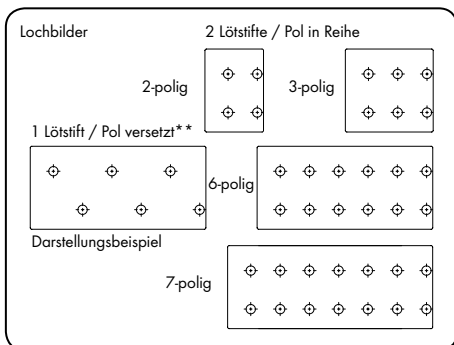 Lochbilder
2 Lötstifte / Pol in Reihe
2-polig
3-polig
1 Lötstift / Pol versetzt**
6-polig
Darstellungsbeispiel
7-polig